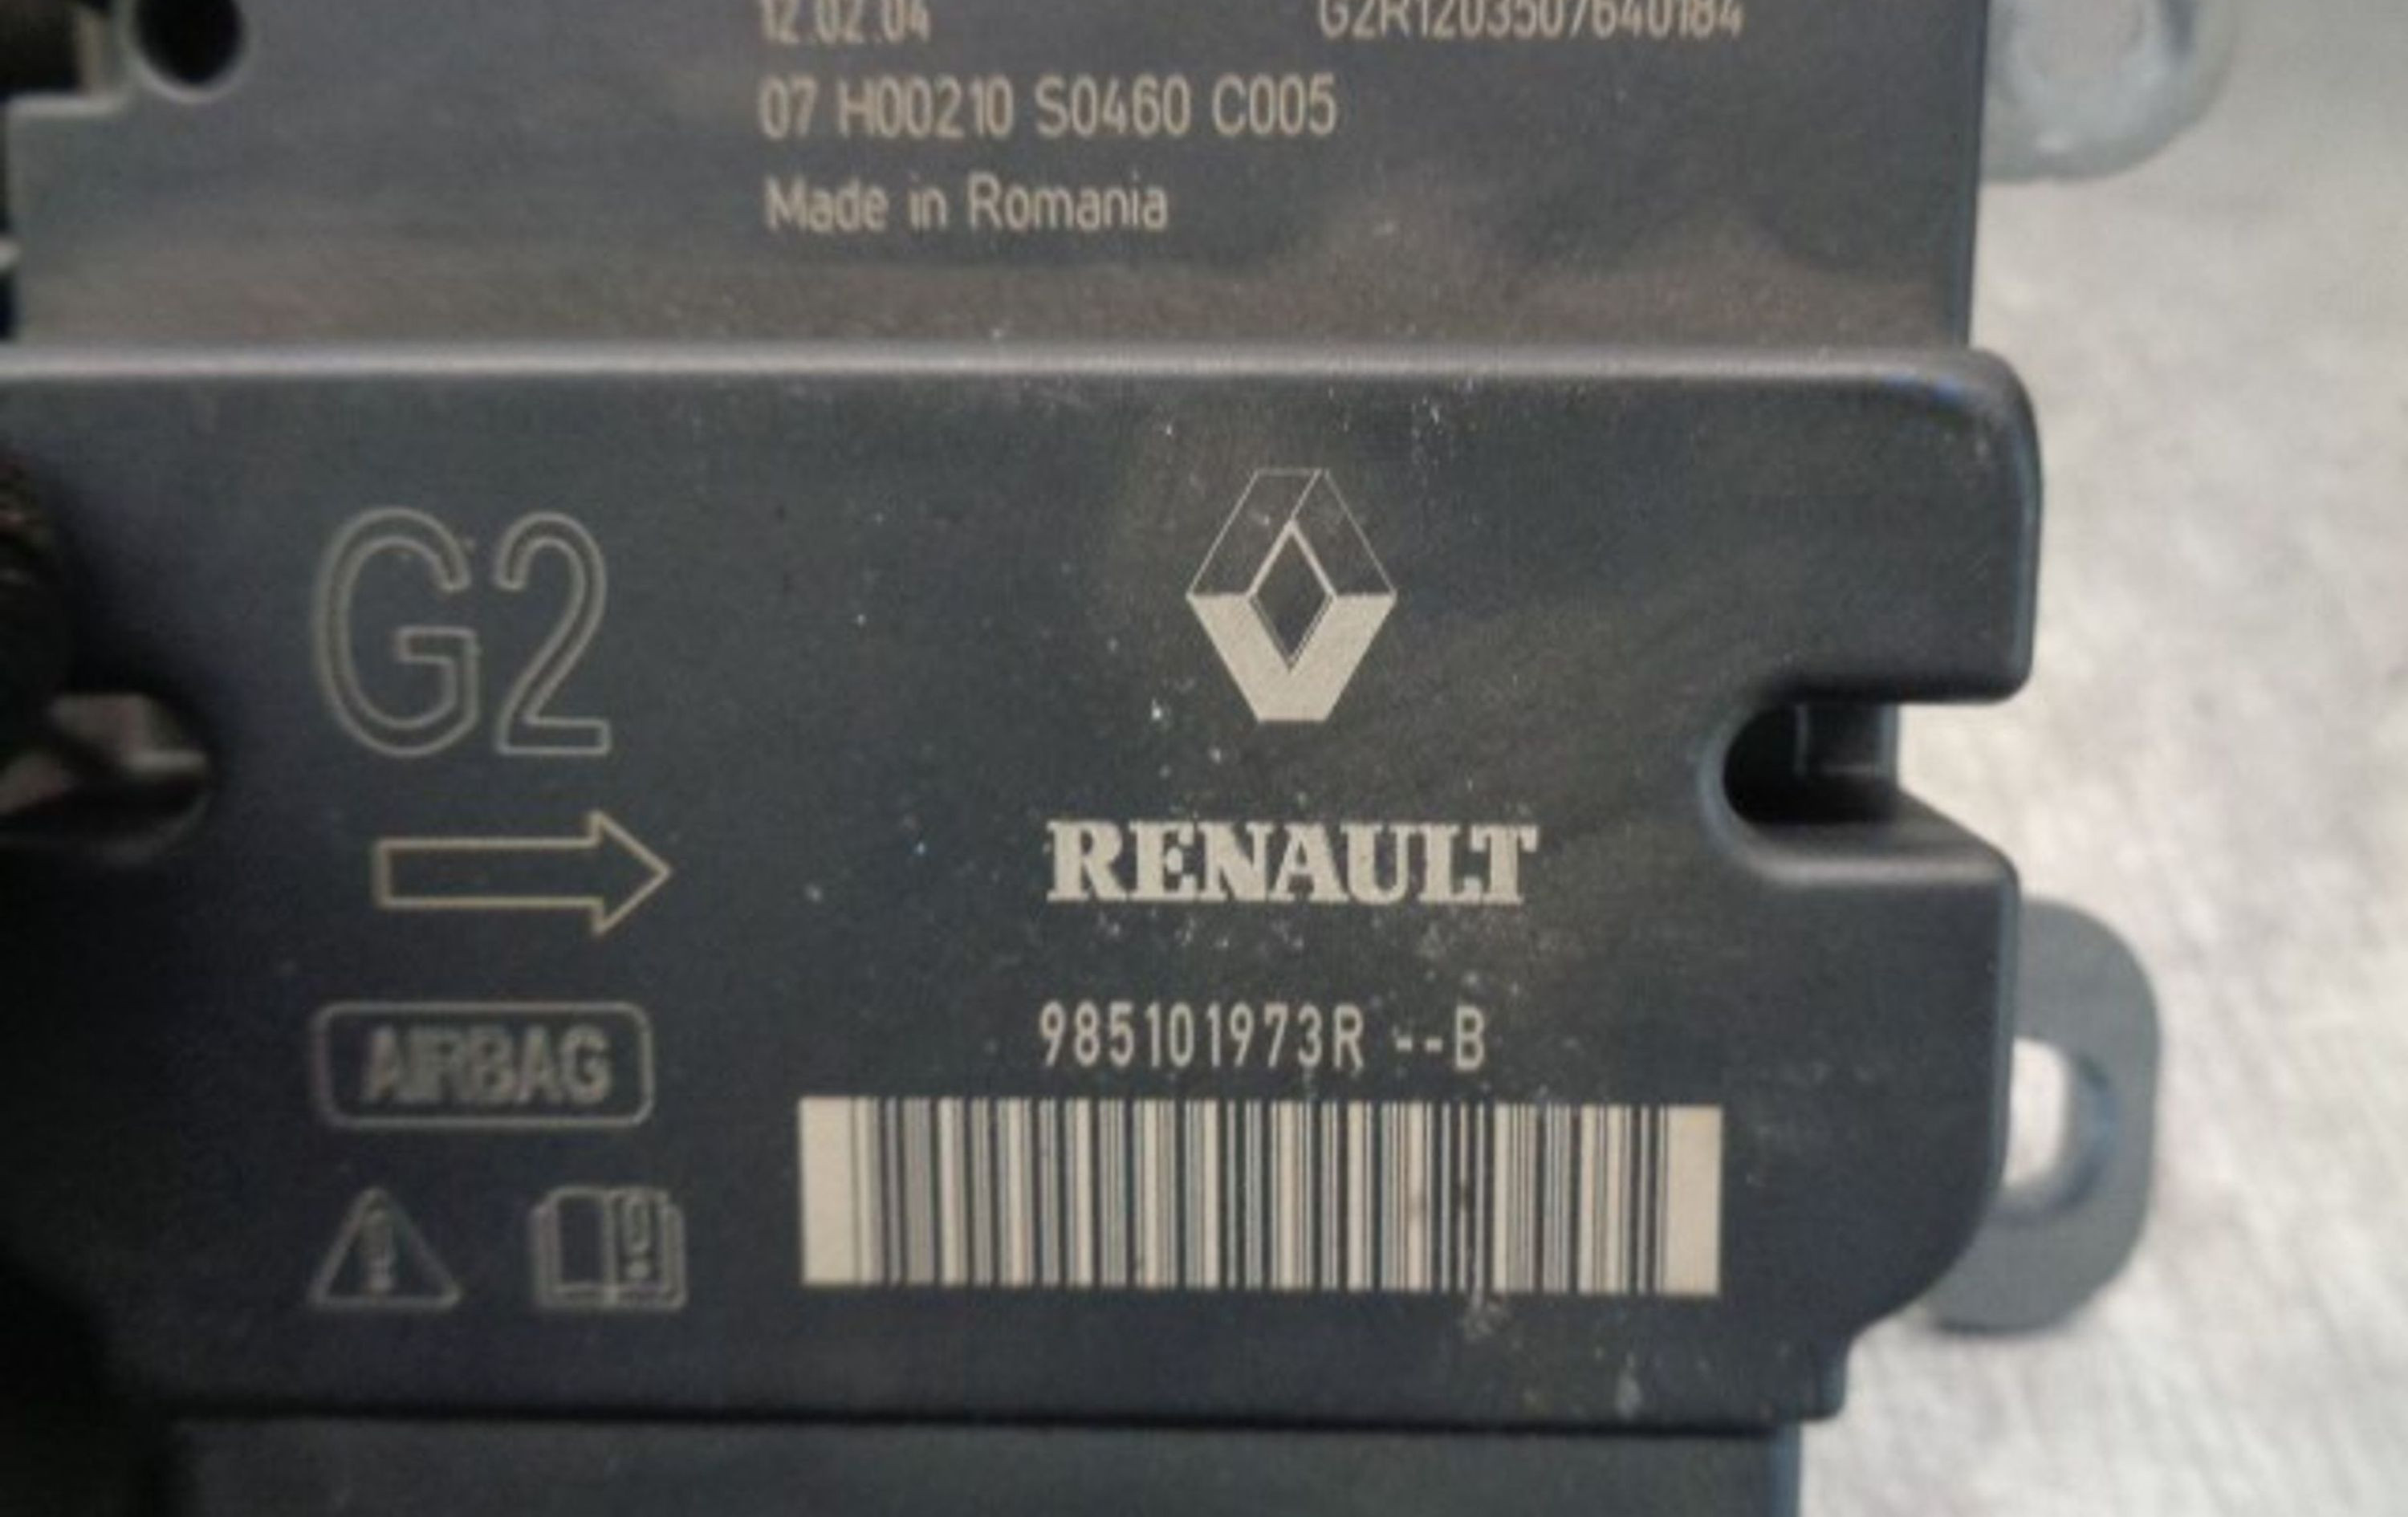 12.02.04 G2R1203507640184
07 H00210 S0460 C005
Made in Romania
G2
RENAULT
985101973R --B
AIRBAG